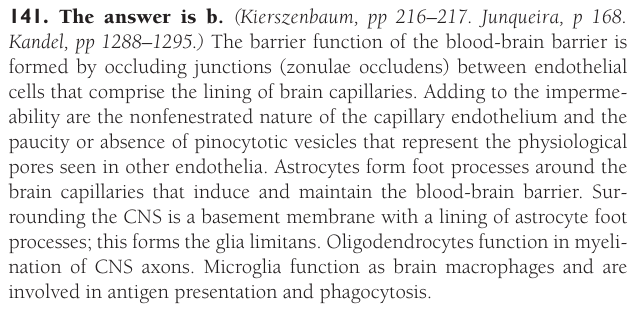 141. The answer is b. (Kierszenbaum, pp 216–217. Junqueira, p 168.
Kandel, pp 1288–1295.) The barrier function of the blood-brain barrier is
formed by occluding junctions (zonulae occludens) between endothelial
cells that comprise the lining of brain capillaries. Adding to the imperme-
ability are the nonfenestrated nature of the capillary endothelium and the
paucity or absence of pinocytotic vesicles that represent the physiological
pores seen in other endothelia. Astrocytes form foot processes around the
brain capillaries that induce and maintain the blood-brain barrier. Sur-
rounding the CNS is a basement membrane with a lining of astrocyte foot
processes; this forms the glia limitans. Oligodendrocytes function in myeli-
nation of CNS axons. Microglia function as brain macrophages and are
involved in antigen presentation and phagocytosis.